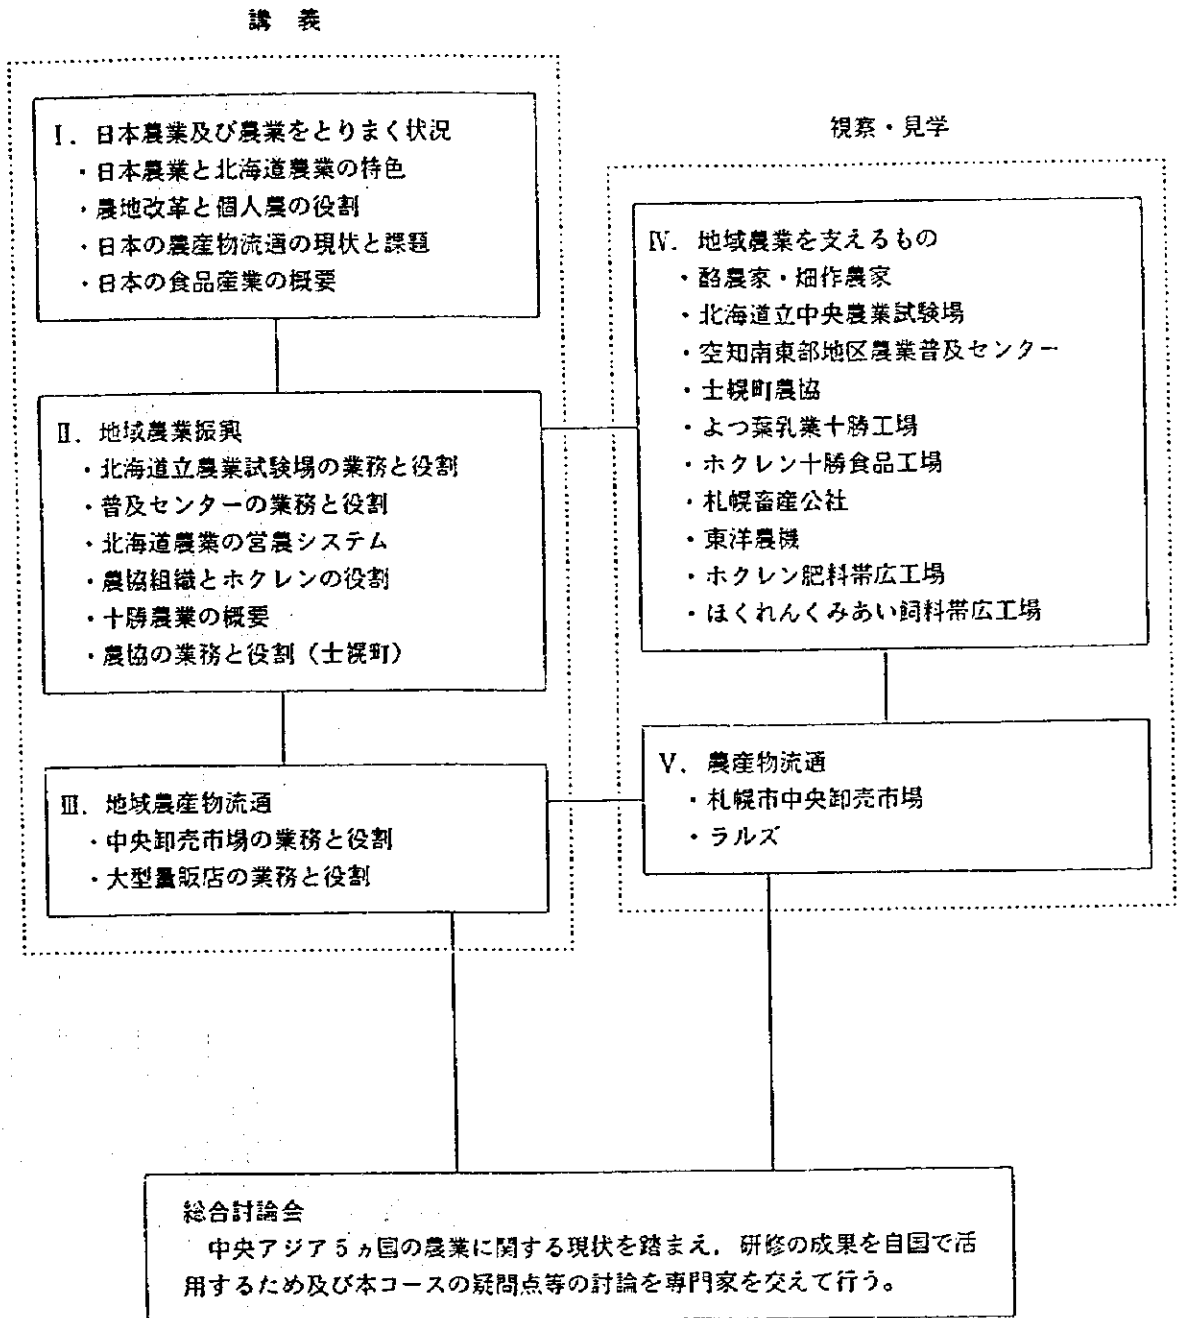 講 義
Ⅰ. 日本農業及び農業をとりまく状況
・日本農業と北海道農業の特色
・農地改革と個人農の役割
・日本の農産物流通の現状と課題
・日本の食品産業の概要
Ⅱ. 地域農業振興
・北海道立農業試験場の業務と役割
・普及センターの業務と役割
・北海道農業の営農システム
・農協組織とホクレンの役割
・十勝農業の概要
・農協の業務と役割（士幌町）
Ⅲ. 地域農産物流通
・中央卸売市場の業務と役割
・大型量販店の業務と役割
視察・見学
Ⅳ. 地域農業を支えるもの
・酪農家・畑作農家
・北海道立中央農業試験場
・空知南東部地区農業普及センター
・士幌町農協
・よつ葉乳業十勝工場
・ホクレン十勝食品工場
・札幌畜産公社
・東洋農機
・ホクレン肥料帯広工場
・ほくれんくみあい飼料帯広工場
Ⅴ. 農産物流通
・札幌市中央卸売市場
・ラルズ
総合討論会
中央アジア5ヵ国の農業に関する現状を踏まえ，研修の成果を自国で活
用するため及び本コースの疑問点等の討論を専門家を交えて行う。